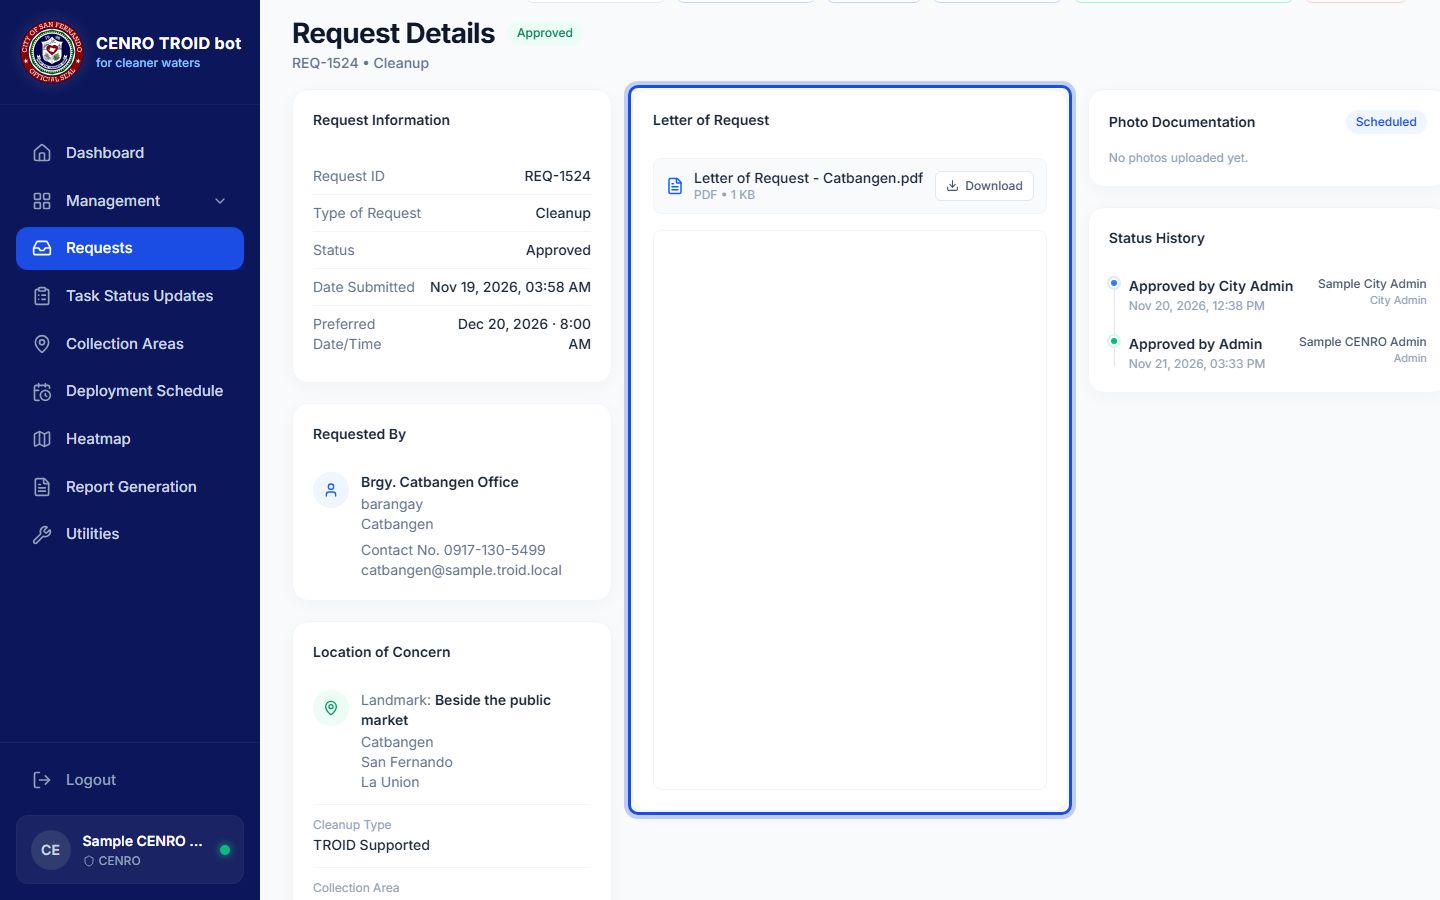 CITY OF SAN FERNANDO
OFFICIAL SEAL
CENRO TROID bot
for cleaner waters
Dashboard
Management
Requests
Task Status Updates
Collection Areas
Deployment Schedule
Heatmap
Report Generation
Utilities
Logout
CE
Sample CENRO ...
CENRO
Request Details
Approved
REQ-1524 • Cleanup
Request Information
Request ID REQ-1524
Type of Request Cleanup
Status Approved
Date Submitted Nov 19, 2026, 03:58 AM
Preferred Dec 20, 2026 · 8:00
Date/Time AM
Requested By
Brgy. Catbangen Office
barangay
Catbangen
Contact No. 0917-130-5499
catbangen@sample.troid.local
Location of Concern
Landmark: Beside the public
market
Catbangen
San Fernando
La Union
Cleanup Type
TROID Supported
Collection Area
Letter of Request
Letter of Request - Catbangen.pdf
PDF • 1 KB
Download
Photo Documentation
Scheduled
No photos uploaded yet.
Status History
Approved by City Admin Sample City Admin
Nov 20, 2026, 12:38 PM City Admin
Approved by Admin Sample CENRO Admin
Nov 21, 2026, 03:33 PM Admin